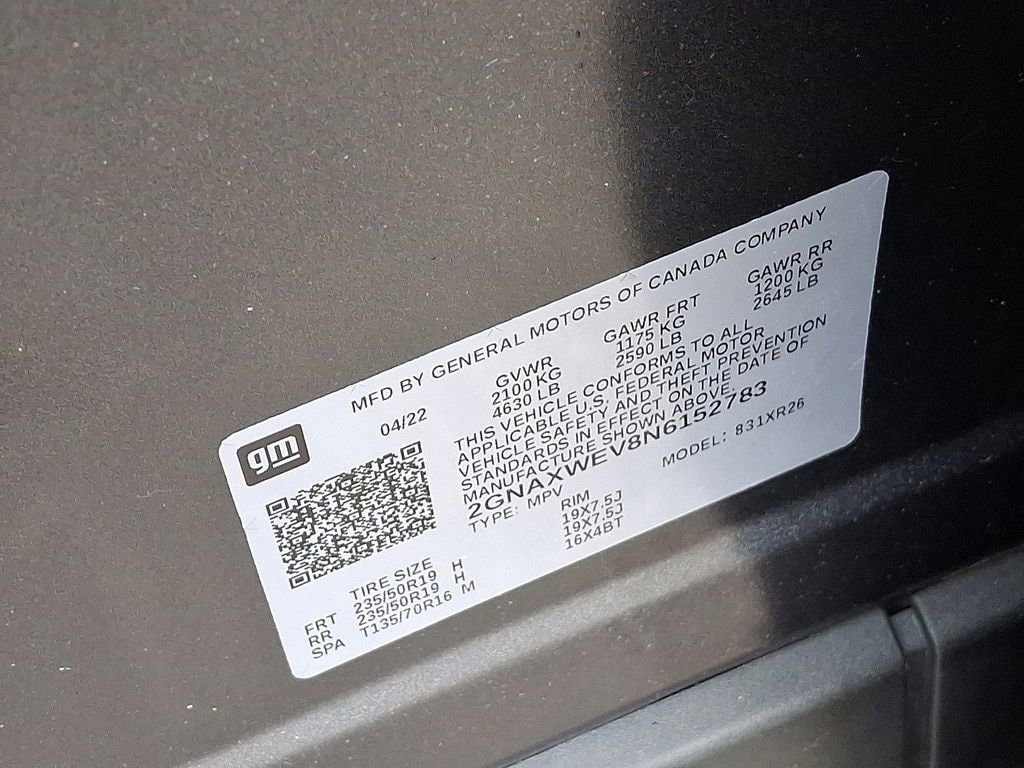 MFD BY GENERAL MOTORS OF CANADA COMPANY
gm
04/22
GVWR GAWR FRT GAWR RR
2100 KG 1175 KG 1200 KG
4630 LB 2590 LB 2645 LB
THIS VEHICLE CONFORMS TO ALL
APPLICABLE U.S. FEDERAL MOTOR
VEHICLE SAFETY AND THEFT PREVENTION
STANDARDS IN EFFECT ON THE DATE OF
MANUFACTURE SHOWN ABOVE.
2GNAXWEV8N6152783
TYPE: MPV MODEL: 831XR26
TIRE SIZE RIM
FRT 235/50R19 H 19X7.5J
RR 235/50R19 H 19X7.5J
SPA T135/70R16 M 16X4BT